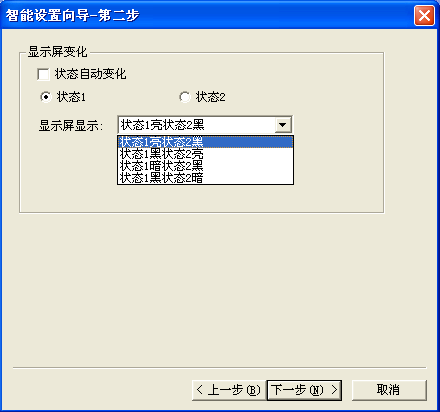 智能设置向导-第二步
显示屏变化
状态自动变化
状态1 状态2
显示屏显示: 状态1亮状态2黑
状态1亮状态2黑
状态1黑状态2亮
状态1暗状态2黑
状态1黑状态2暗
< 上一步(B) 下一步(N) > 取消